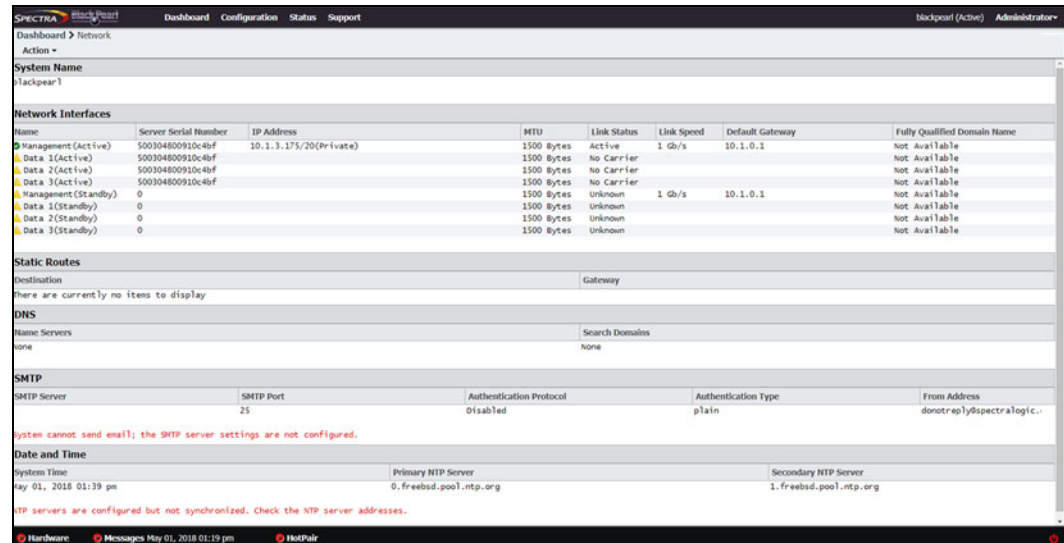 SPECTRA BlackPearl Dashboard Configuration Status Support blackpearl (Active) Administrator
Dashboard > Network
Action
System Name
blackpearl
Network Interfaces
Name Server Serial Number IP Address MTU Link Status Link Speed Default Gateway Fully Qualified Domain Name
Management(Active) 500304800910c4bf 10.1.3.175/20(Private) 1500 Bytes Active 1 Gb/s 10.1.0.1 Not Available
Data 1(Active) 500304800910c4bf 1500 Bytes No Carrier Not Available
Data 2(Active) 500304800910c4bf 1500 Bytes No Carrier Not Available
Data 3(Active) 500304800910c4bf 1500 Bytes No Carrier Not Available
Management(Standby) 0 1500 Bytes Unknown 1 Gb/s 10.1.0.1 Not Available
Data 1(Standby) 0 1500 Bytes Unknown Not Available
Data 2(Standby) 0 1500 Bytes Unknown Not Available
Data 3(Standby) 0 1500 Bytes Unknown Not Available
Static Routes
Destination Gateway
There are currently no items to display
DNS
Name Servers Search Domains
None None
SMTP
SMTP Server SMTP Port Authentication Protocol Authentication Type From Address
25 Disabled plain donotreply@spectralogic.
System cannot send email; the SMTP server settings are not configured.
Date and Time
System Time Primary NTP Server Secondary NTP Server
May 01, 2018 01:39 pm 0.freebsd.pool.ntp.org 1.freebsd.pool.ntp.org
NTP servers are configured but not synchronized. Check the NTP server addresses.
Hardware Messages May 01, 2018 01:19 pm HotPair